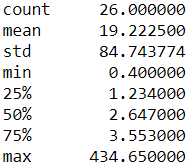 count 26.000000
mean 19.222500
std 84.743774
min 0.400000
25% 1.234000
50% 2.647000
75% 3.553000
max 434.650000